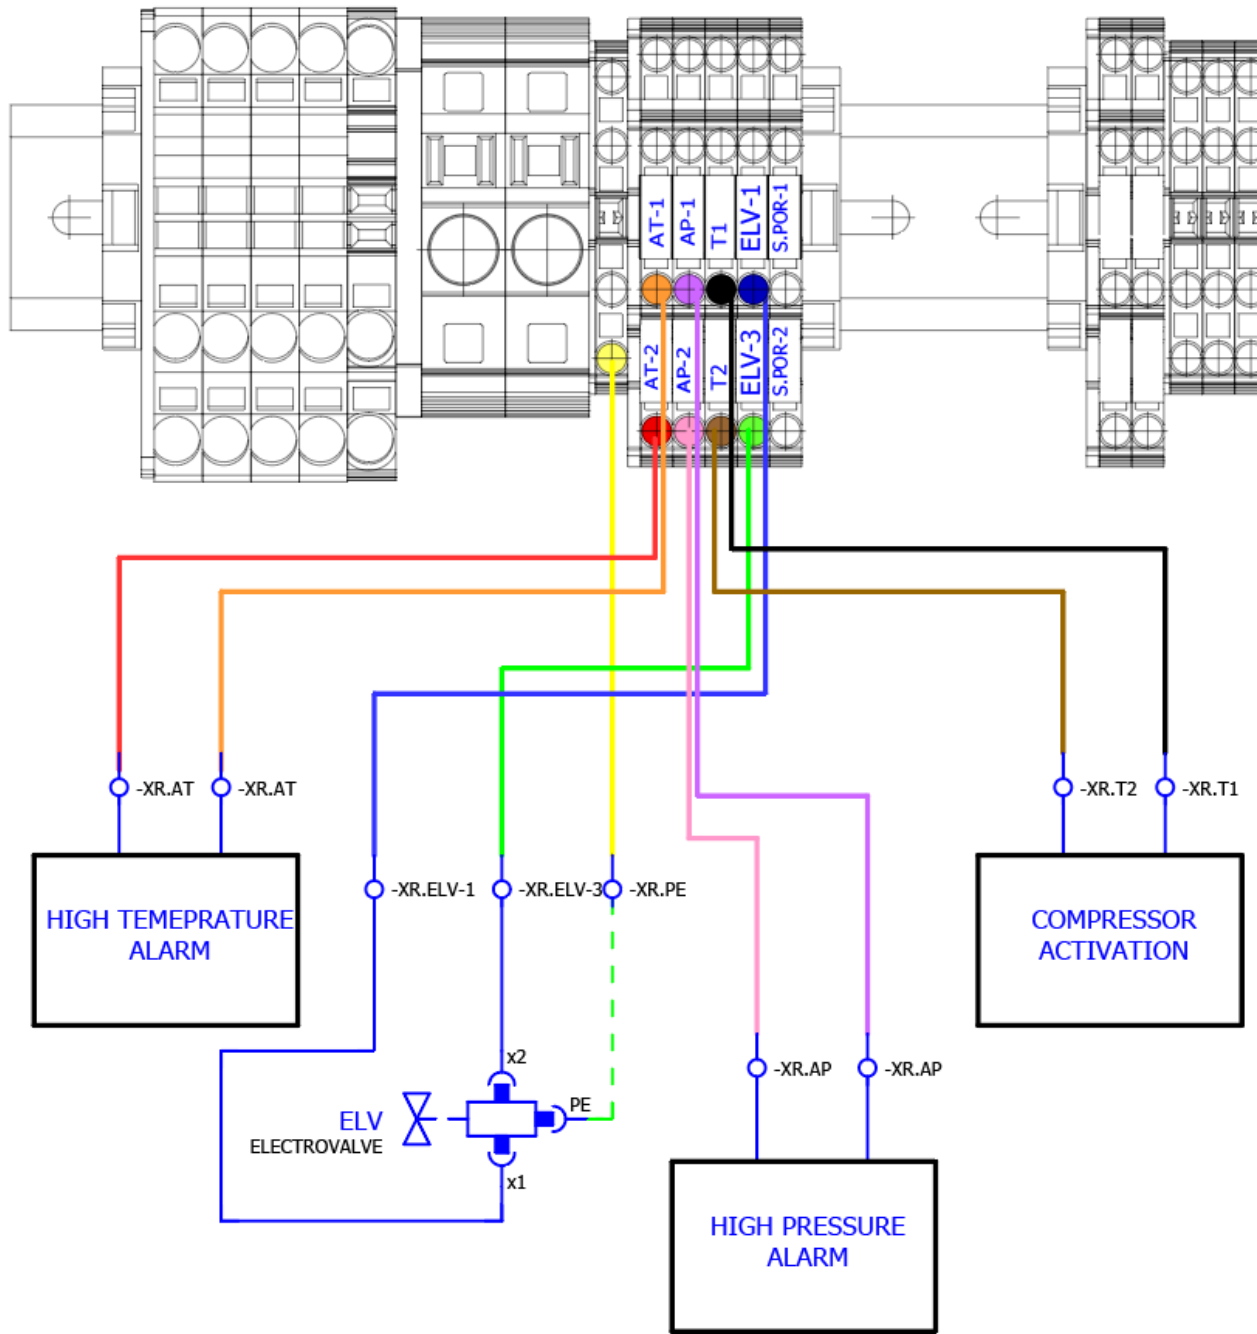 AT-1
AP-1
T1
ELV-1
S.POR-1
AT-2
AP-2
T2
ELV-3
S.POR-2
-XR.AT
-XR.AT
-XR.T2
-XR.T1
-XR.ELV-1
-XR.ELV-3
-XR.PE
HIGH TEMEPRATURE
ALARM
COMPRESSOR
ACTIVATION
x2
-XR.AP
-XR.AP
PE
ELV
ELECTROVALVE
x1
HIGH PRESSURE
ALARM